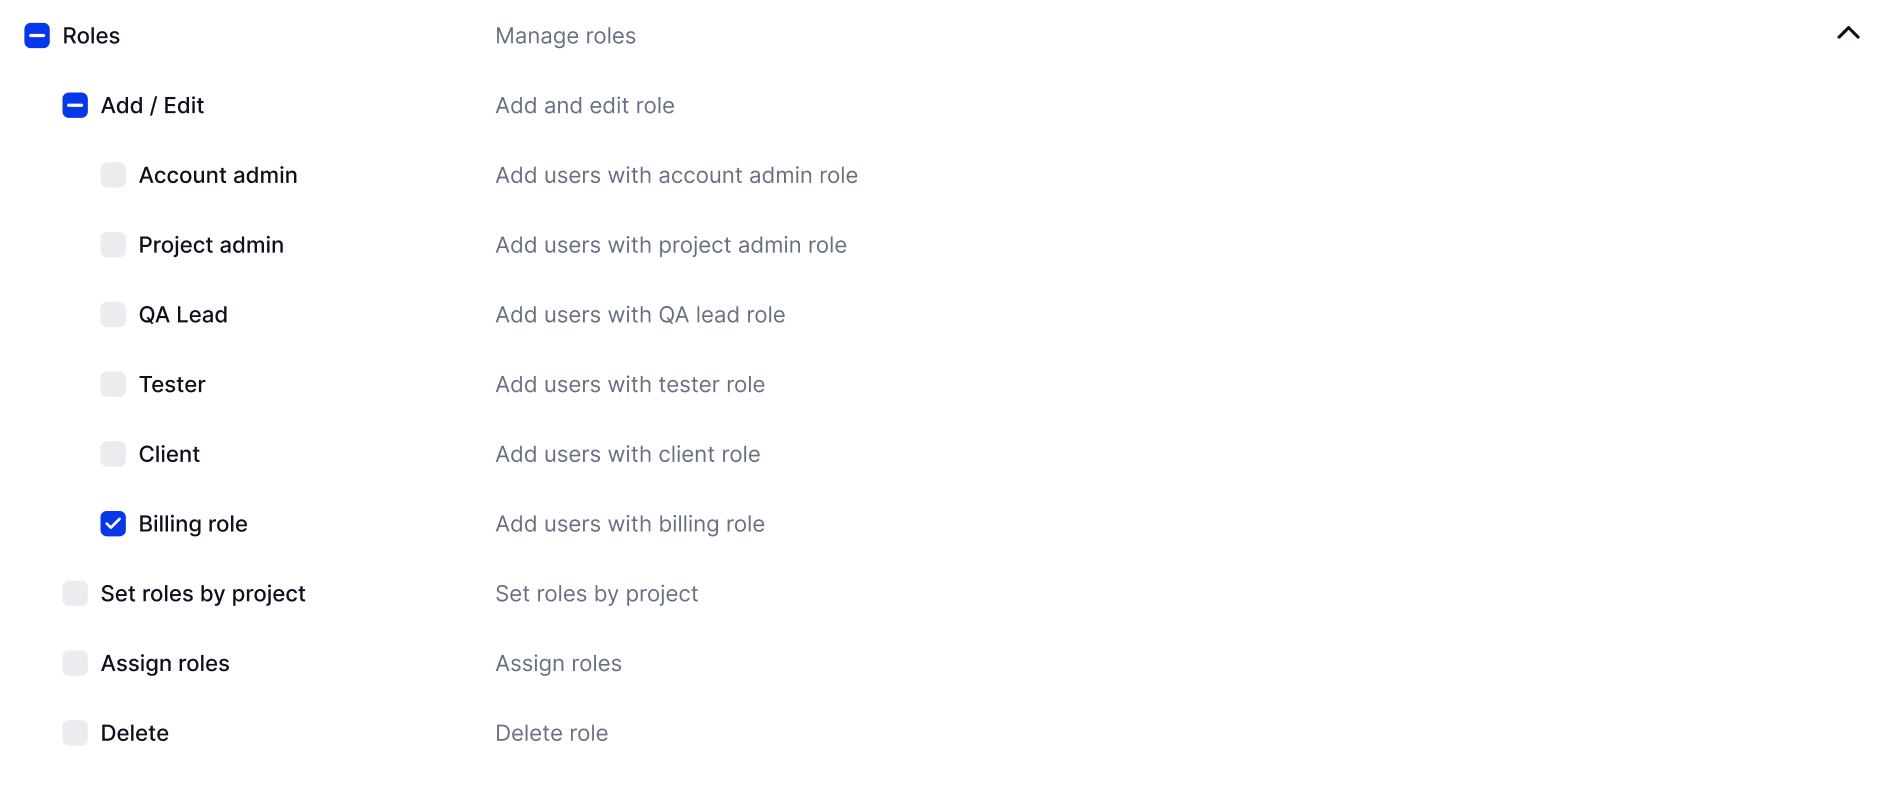 Roles Manage roles
Add / Edit Add and edit role
Account admin Add users with account admin role
Project admin Add users with project admin role
QA Lead Add users with QA lead role
Tester Add users with tester role
Client Add users with client role
Billing role Add users with billing role
Set roles by project Set roles by project
Assign roles Assign roles
Delete Delete role